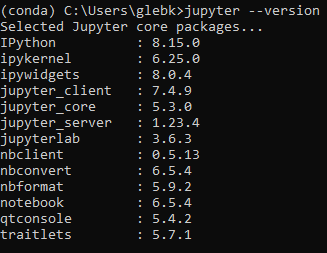 (conda) C:\Users\glebk>jupyter --version
Selected Jupyter core packages...
IPython          : 8.15.0
ipykernel        : 6.25.0
ipywidgets       : 8.0.4
jupyter_client   : 7.4.9
jupyter_core     : 5.3.0
jupyter_server   : 1.23.4
jupyterlab       : 3.6.3
nbclient         : 0.5.13
nbconvert        : 6.5.4
nbformat         : 5.9.2
notebook         : 6.5.4
qtconsole        : 5.4.2
traitlets        : 5.7.1